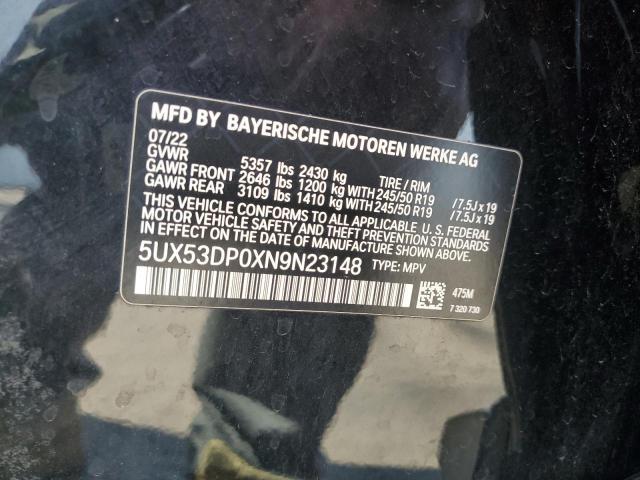 MFD BY BAYERISCHE MOTOREN WERKE AG
07/22
GVWR 5357 lbs 2430 kg TIRE / RIM
GAWR FRONT 2646 lbs 1200 kg WITH 245/50 R19 /7.5J x 19
GAWR REAR 3109 lbs 1410 kg WITH 245/50 R19 /7.5J x 19
THIS VEHICLE CONFORMS TO ALL APPLICABLE U. S. FEDERAL
MOTOR VEHICLE SAFETY AND THEFT PREVENTION STANDARDS
IN EFFECT ON THE DATE OF MANUFACTURE SHOWN ABOVE.
5UX53DP0XN9N23148 TYPE: MPV
475M
7 320 730